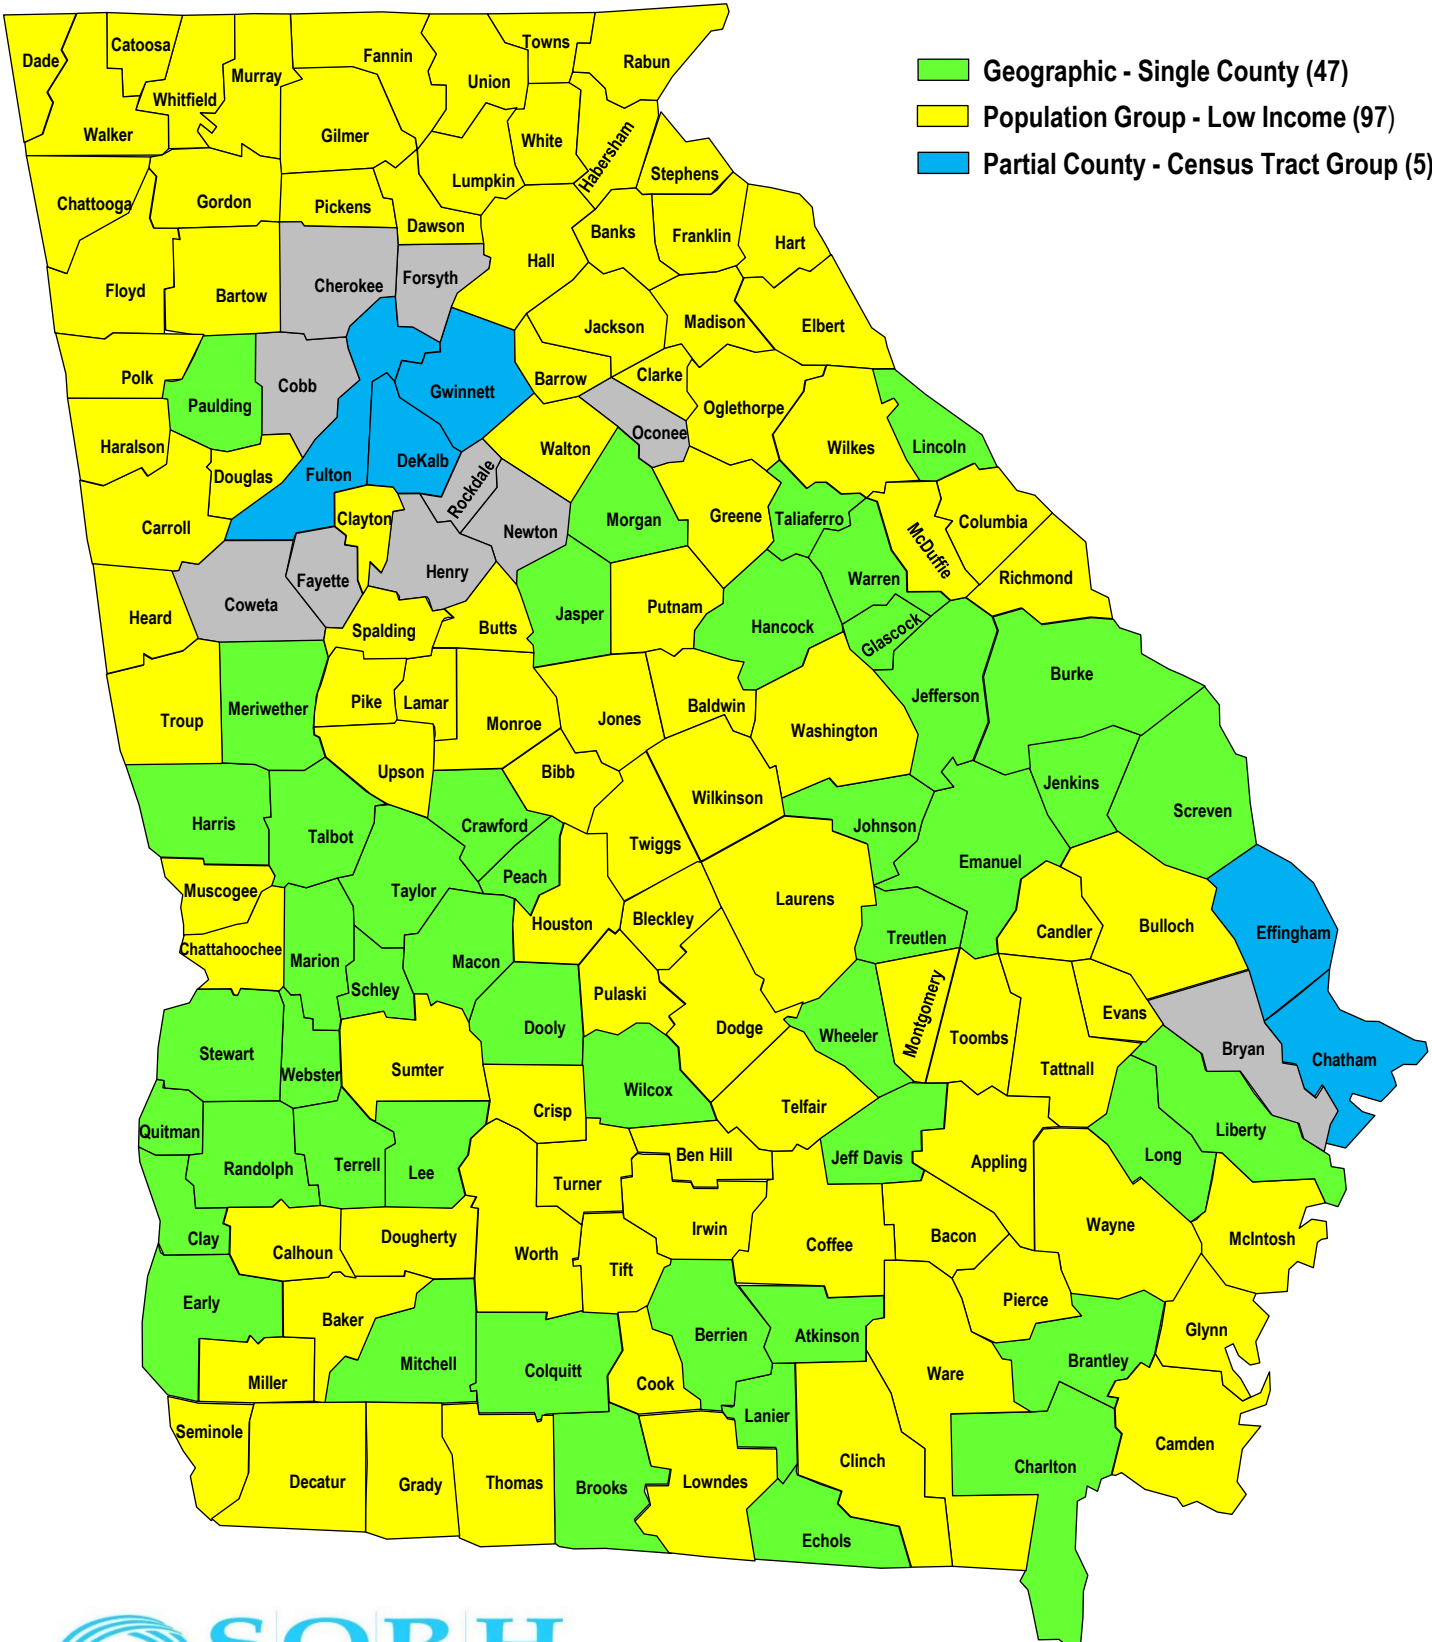 Geographic - Single County (47)
Population Group - Low Income (97)
Partial County - Census Tract Group (5)
Dade
Catoosa
Whitfield
Murray
Fannin
Towns
Union
Rabun
Walker
Gilmer
White
Habersham
Lumpkin
Stephens
Chattooga
Gordon
Pickens
Dawson
Banks
Franklin
Hart
Hall
Floyd
Bartow
Cherokee
Forsyth
Jackson
Madison
Elbert
Polk
Paulding
Cobb
Gwinnett
Barrow
Clarke
Oglethorpe
Haralson
Oconee
Wilkes
Lincoln
Douglas
Fulton
DeKalb
Rockdale
Walton
Carroll
Clayton
Newton
Morgan
Greene
Taliaferro
McDuffie
Columbia
Richmond
Heard
Coweta
Fayette
Henry
Warren
Spalding
Butts
Jasper
Putnam
Hancock
Glascock
Burke
Jefferson
Troup
Meriwether
Pike
Lamar
Monroe
Jones
Baldwin
Washington
Upson
Bibb
Wilkinson
Jenkins
Screven
Harris
Talbot
Crawford
Twiggs
Johnson
Emanuel
Muscogee
Taylor
Peach
Houston
Bleckley
Laurens
Treutlen
Candler
Bulloch
Effingham
Chattahoochee
Marion
Macon
Schley
Pulaski
Dooly
Dodge
Wheeler
Montgomery
Toombs
Evans
Tattnall
Bryan
Chatham
Stewart
Webster
Sumter
Crisp
Wilcox
Telfair
Quitman
Randolph
Terrell
Lee
Turner
Ben Hill
Jeff Davis
Appling
Long
Liberty
Clay
Calhoun
Dougherty
Worth
Tift
Irwin
Coffee
Bacon
Wayne
McIntosh
Early
Baker
Mitchell
Colquitt
Berrien
Atkinson
Pierce
Brantley
Glynn
Miller
Cook
Ware
Lanier
Seminole
Decatur
Grady
Thomas
Brooks
Lowndes
Clinch
Charlton
Camden
Echols
SORH